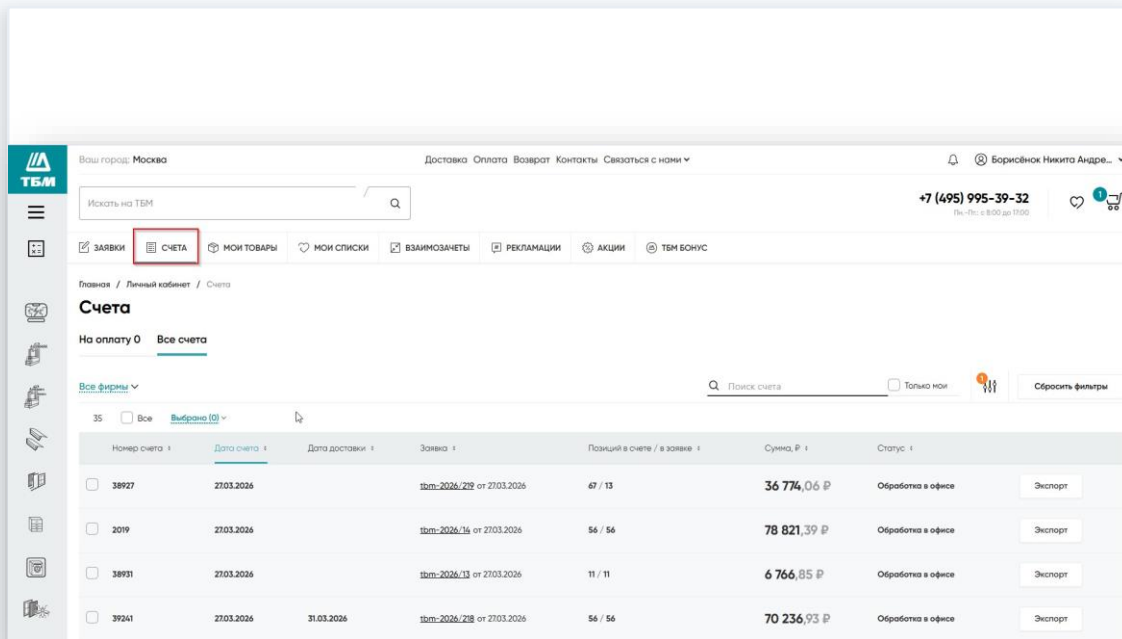 ТБМ
Ваш город: Москва
Доставка Оплата Возврат Контакты Связаться с нами
Борисёнок Никита Андре...
Искать на ТБМ
+7 (495) 995-39-32
Пн.-Пт.: с 8:00 до 17:00
1
ЗАЯВКИ СЧЕТА МОИ ТОВАРЫ МОИ СПИСКИ ВЗАИМОЗАЧЕТЫ РЕКЛАМАЦИИ АКЦИИ ТБМ БОНУС
Главная / Личный кабинет / Счета
Счета
На оплату 0 Все счета
Все фирмы
Поиск счета Только мои 1 Сбросить фильтры
35 Все Выбрано (0)
Номер счета Дата счета Дата доставки Заявка Позиций в счете / в заявке Сумма, ₽ Статус
38927 27.03.2026 tbm-2026/219 от 27.03.2026 67 / 13 36 774,06 ₽ Обработка в офисе Экспорт
2019 27.03.2026 tbm-2026/14 от 27.03.2026 56 / 56 78 821,39 ₽ Обработка в офисе Экспорт
38931 27.03.2026 tbm-2026/13 от 27.03.2026 11 / 11 6 766,85 ₽ Обработка в офисе Экспорт
39241 27.03.2026 31.03.2026 tbm-2026/218 от 27.03.2026 56 / 56 70 236,93 ₽ Обработка в офисе Экспорт